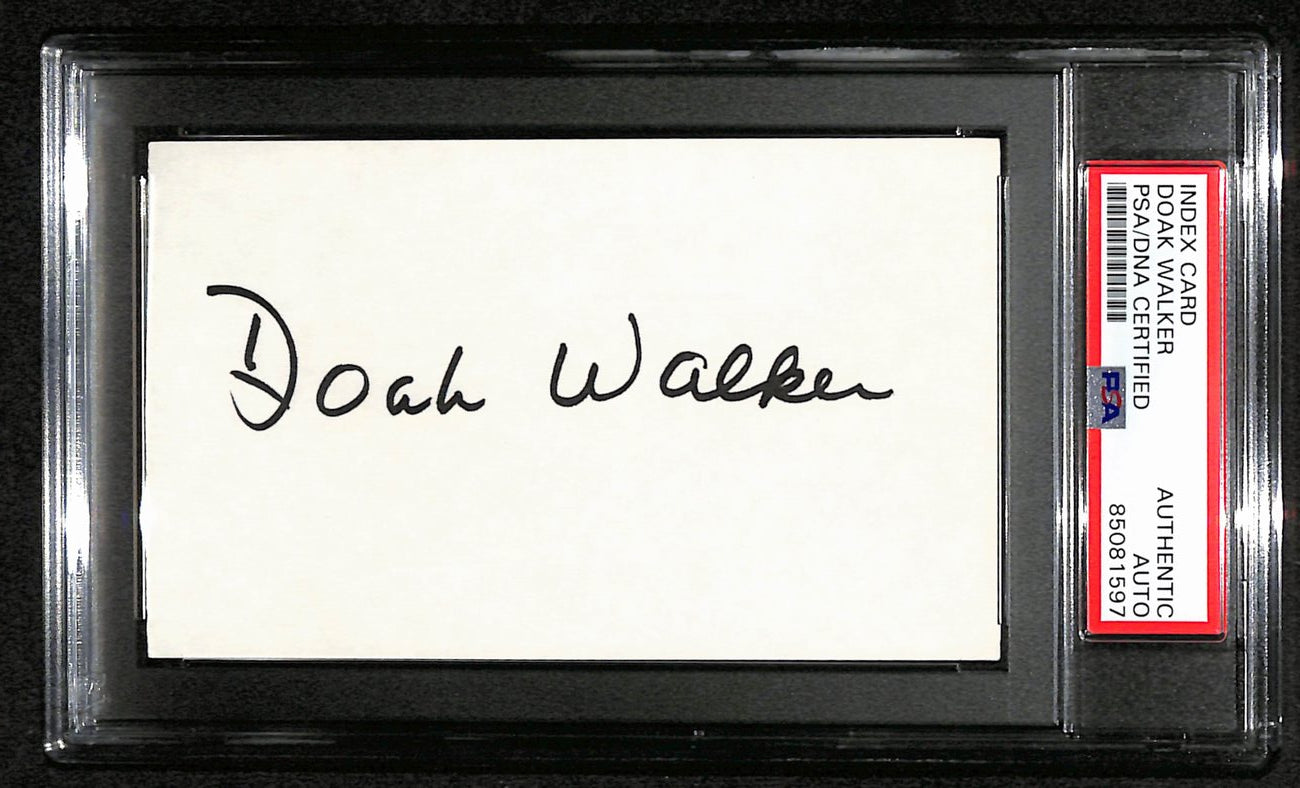 Doak Walker
INDEX CARD
DOAK WALKER
PSA/DNA CERTIFIED
AUTHENTIC
AUTO
85081597
PSA